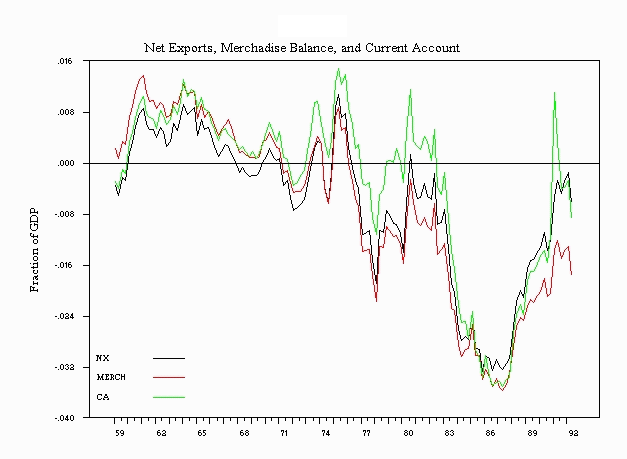 Net Exports, Merchadise Balance, and Current Account
.016
.008
.000
-.008
-.016
-.024
-.032
-.040
Fraction of GDP
NX
MERCH
CA
59 62 65 68 71 74 77 80 83 86 89 92